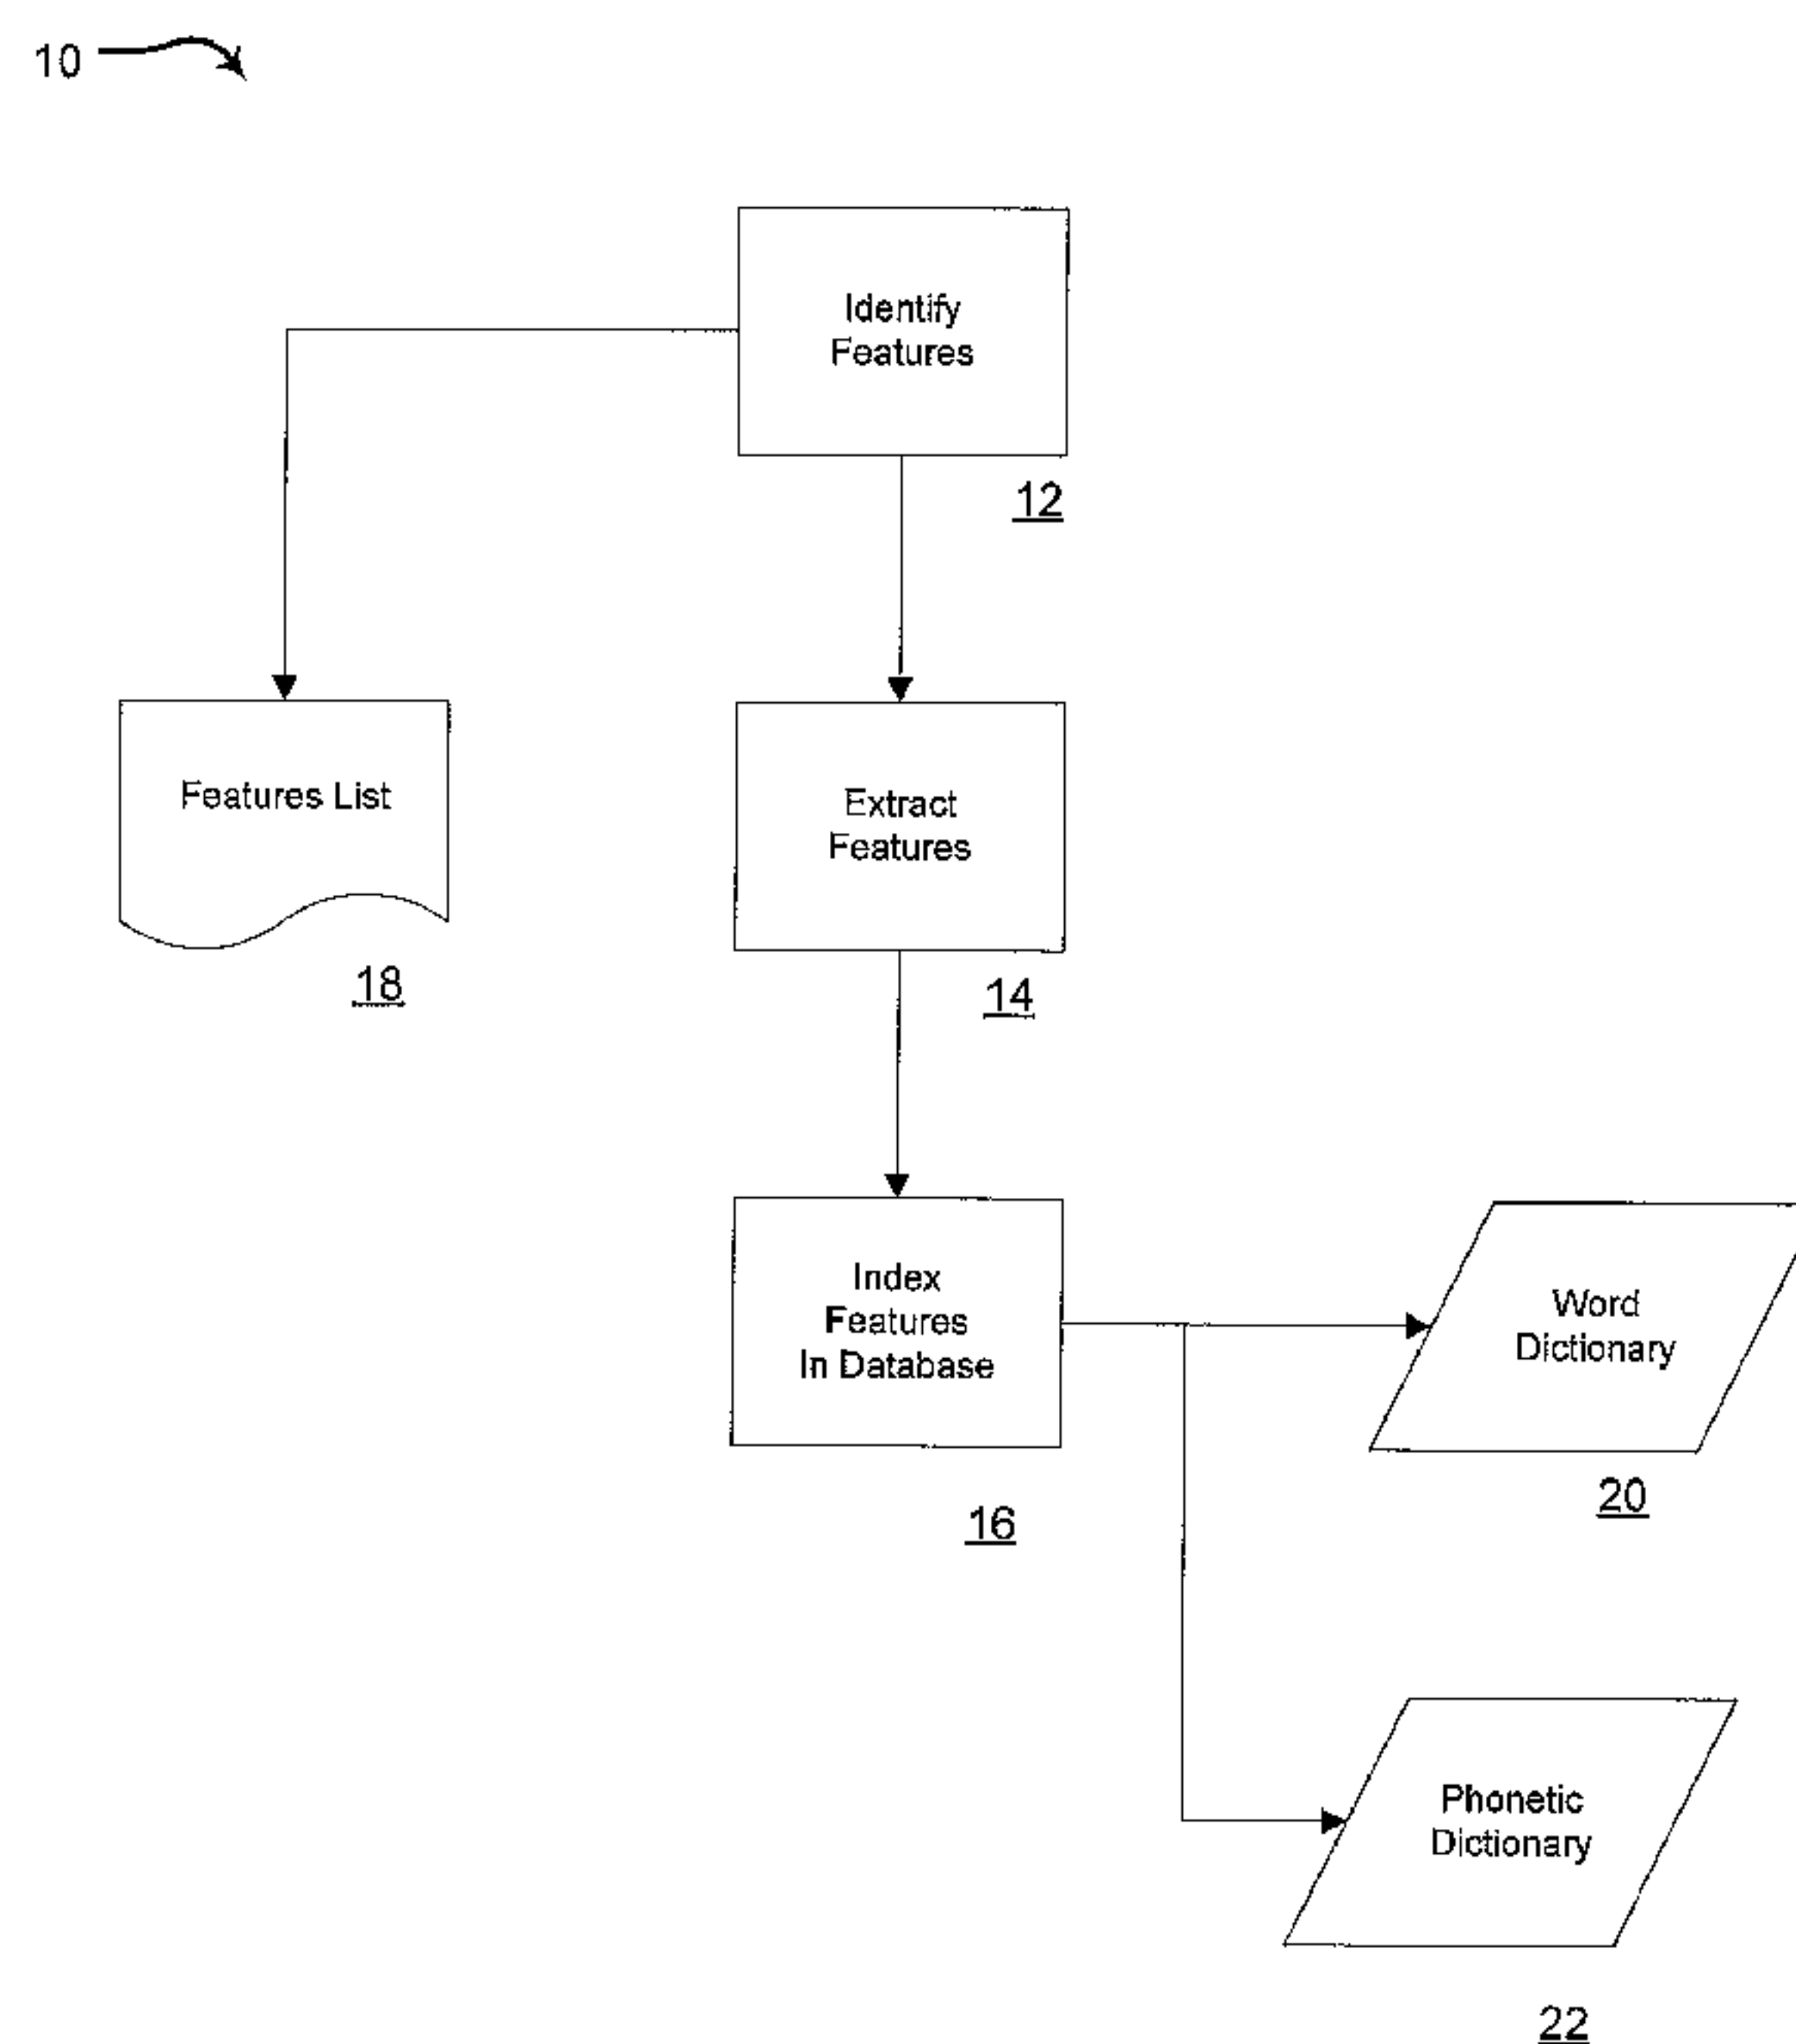 10
Identify
Features
12
Features List
18
Extract
Features
14
Index
Features
In Database
16
Word
Dictionary
20
Phonetic
Dictionary
22